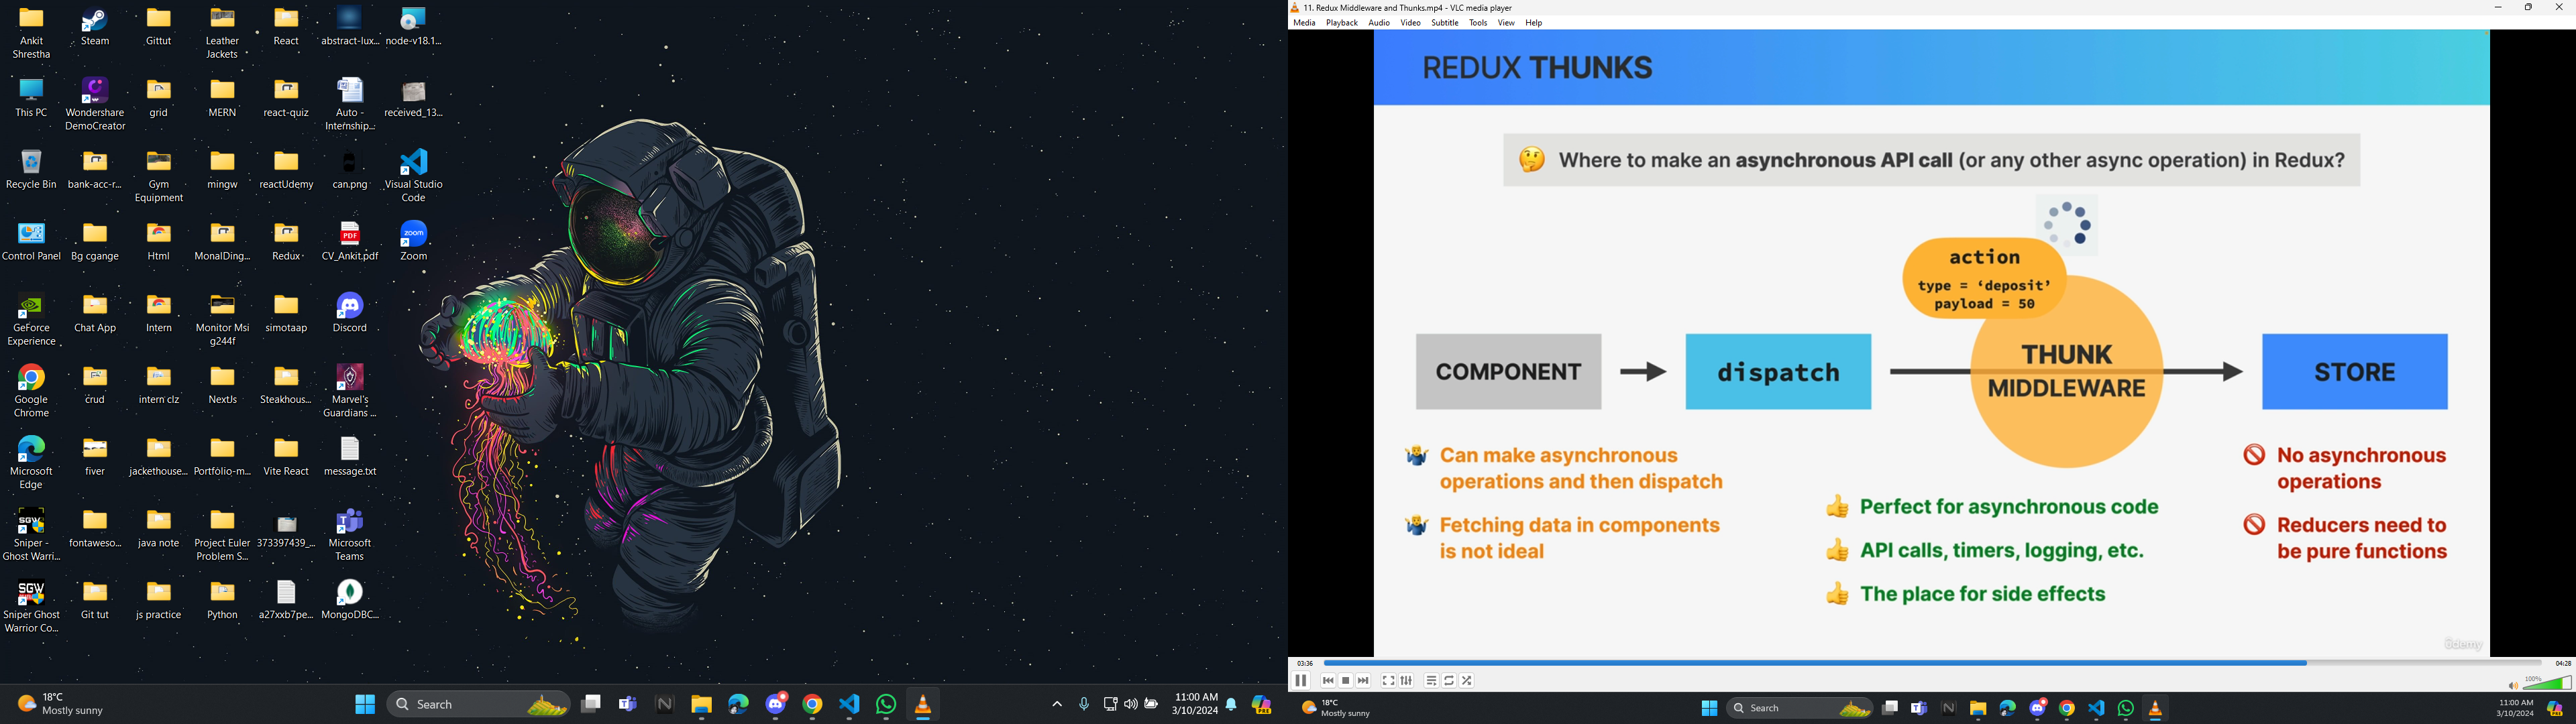 Ankit
Shrestha
Steam
Gittut
Leather
Jackets
React
abstract-lux...
node-v18.1...
This PC
Wondershare
DemoCreator
grid
MERN
react-quiz
Auto -
Internship...
received_13...
Recycle Bin
bank-acc-r...
Gym
Equipment
mingw
reactUdemy
can.png
Visual Studio
Code
Control Panel
Bg cgange
Html
MonalDing...
Redux
CV_Ankit.pdf
Zoom
GeForce
Experience
Chat App
Intern
Monitor Msi
g244f
simotaap
Discord
Google
Chrome
crud
intern clz
NextJs
Steakhous...
Marvel's
Guardians ...
Microsoft
Edge
fiver
jackethouse...
Portfolio-m...
Vite React
message.txt
Sniper -
Ghost Warri...
fontaweso...
java note
Project Euler
Problem S...
373397439_...
Microsoft
Teams
Sniper Ghost
Warrior Co...
Git tut
js practice
Python
a27xxb7pe...
MongoDBC...
18°C
Mostly sunny
Search
11:00 AM
3/10/2024
11. Redux Middleware and Thunks.mp4 - VLC media player
Media Playback Audio Video Subtitle Tools View Help
REDUX THUNKS
🤔 Where to make an asynchronous API call (or any other async operation) in Redux?
action
type = ‘deposit’
payload = 50
COMPONENT
dispatch
THUNK
MIDDLEWARE
STORE
Can make asynchronous
operations and then dispatch
Fetching data in components
is not ideal
Perfect for asynchronous code
API calls, timers, logging, etc.
The place for side effects
No asynchronous
operations
Reducers need to
be pure functions
ûdemy
03:36
04:28
100%
18°C
Mostly sunny
Search
11:00 AM
3/10/2024